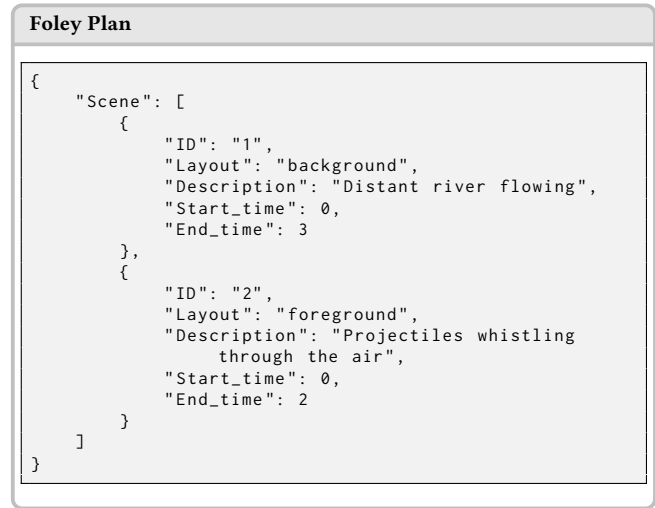 Foley Plan
{
    "Scene": [
        {
            "ID": "1",
            "Layout": "background",
            "Description": "Distant river flowing",
            "Start_time": 0,
            "End_time": 3
        },
        {
            "ID": "2",
            "Layout": "foreground",
            "Description": "Projectiles whistling
                through the air",
            "Start_time": 0,
            "End_time": 2
        }
    ]
}